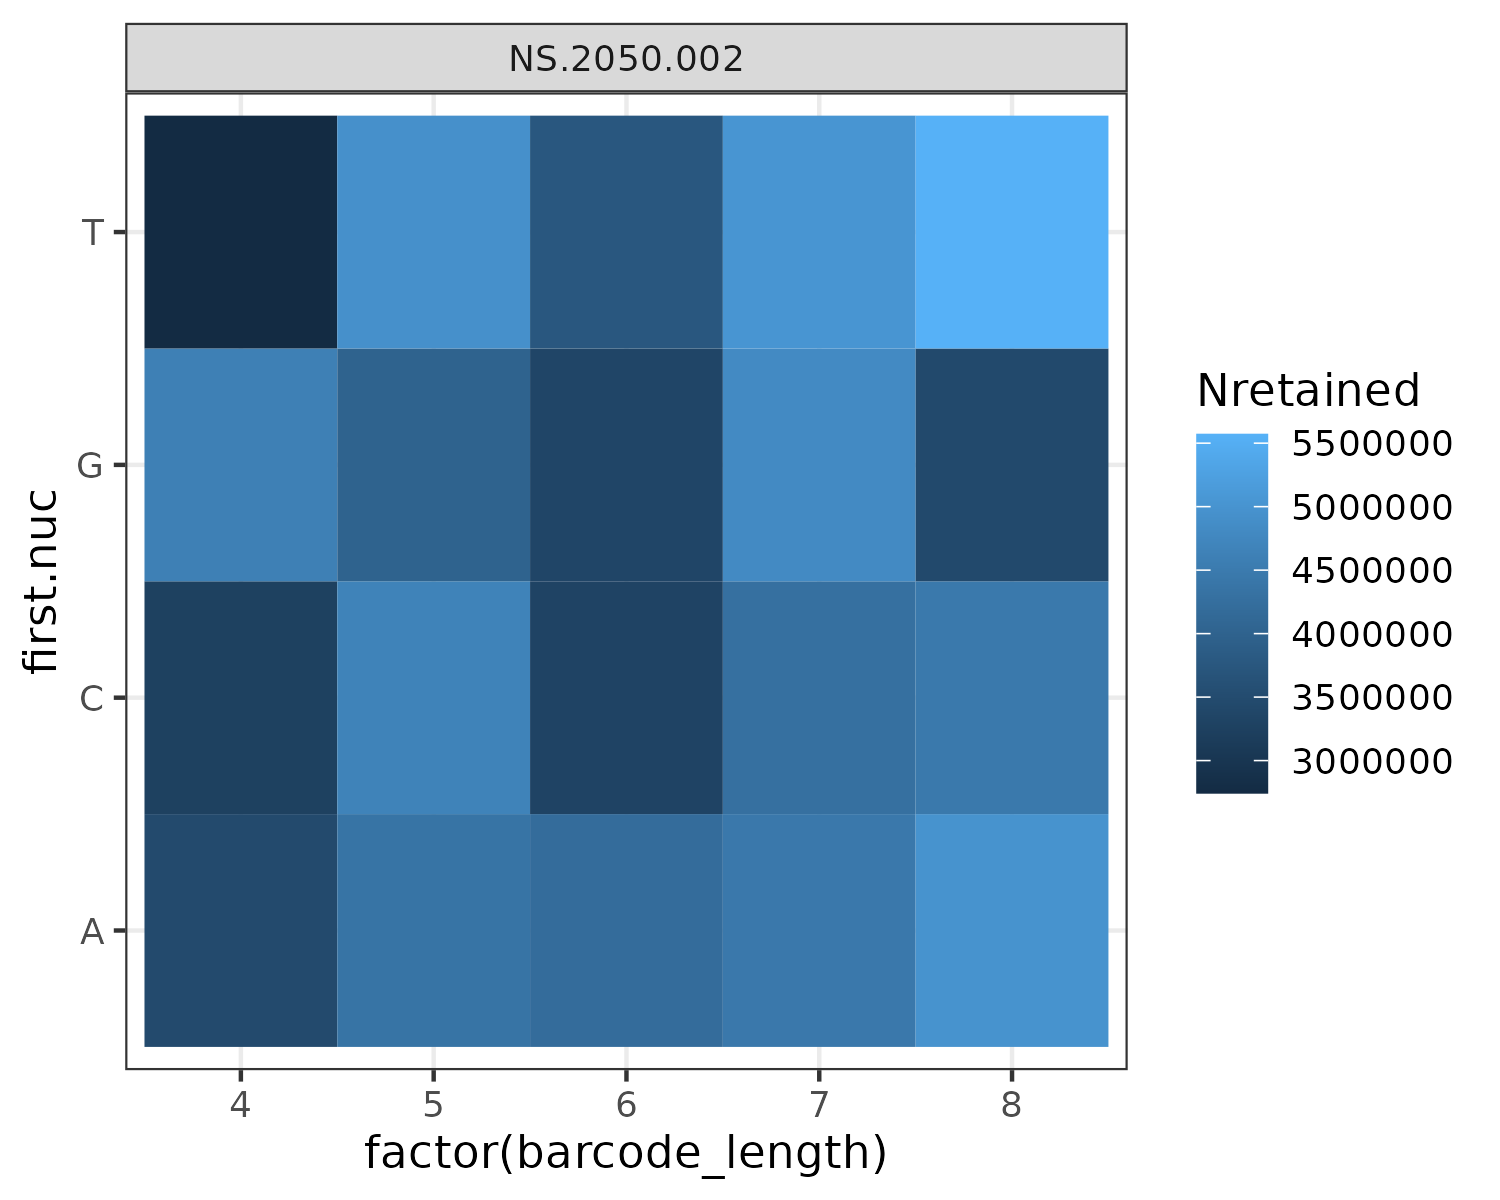 NS.2050.002
T
G
C
A
first.nuc
4 5 6 7 8
factor(barcode_length)
Nretained
5500000
5000000
4500000
4000000
3500000
3000000